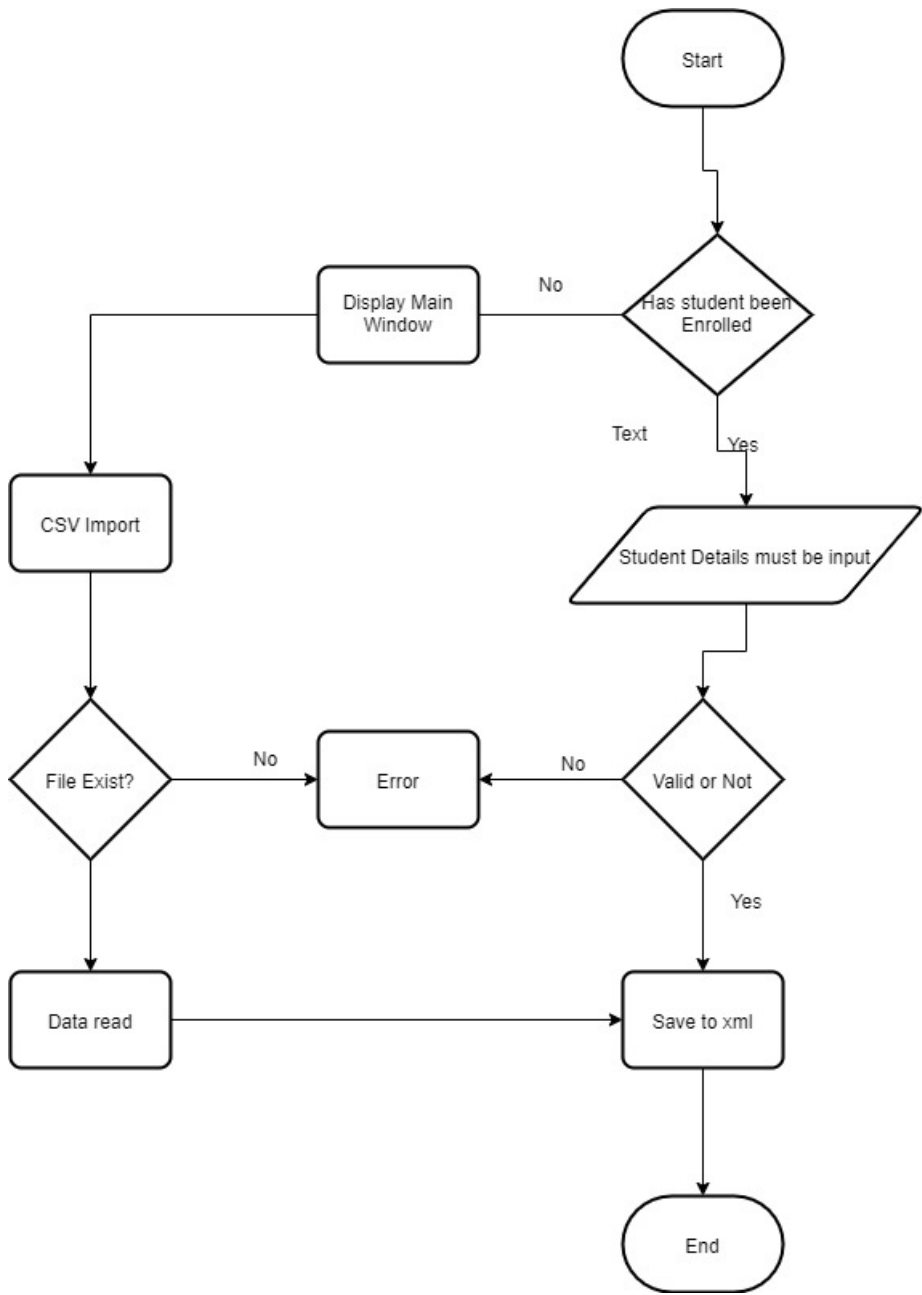 Start
No
Has student been
Enrolled
Display Main
Window
Text
Yes
CSV Import
Student Details must be input
File Exist?
No
Error
No
Valid or Not
Yes
Data read
Save to xml
End